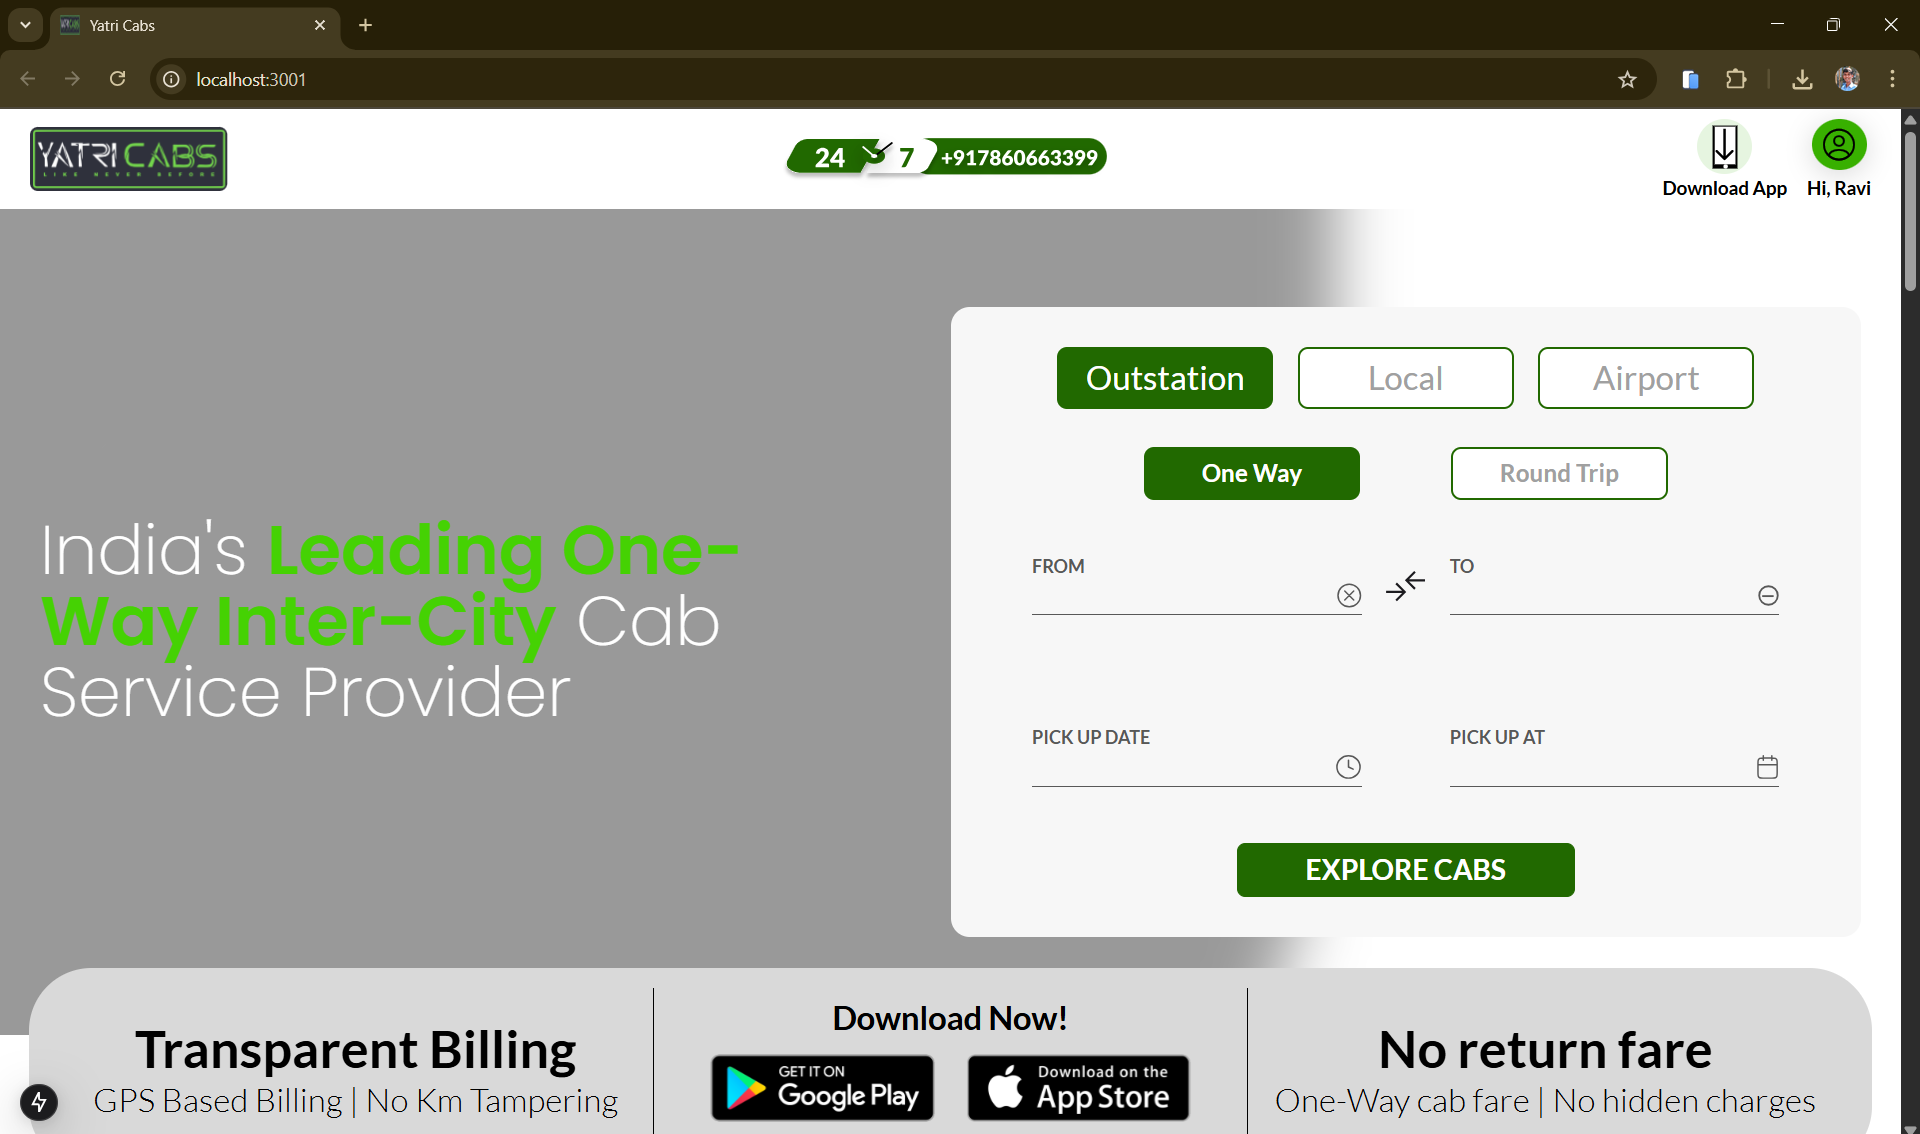 Yatri Cabs
localhost:3001
YATRI CABS
LIKE NEVER BEFORE
24 7 +917860663399
Download App
Hi, Ravi
Outstation
Local
Airport
One Way
Round Trip
India's Leading One-
Way Inter-City Cab
Service Provider
FROM
TO
PICK UP DATE
PICK UP AT
EXPLORE CABS
Transparent Billing
GPS Based Billing | No Km Tampering
Download Now!
GET IT ON
Google Play
Download on the
App Store
No return fare
One-Way cab fare | No hidden charges